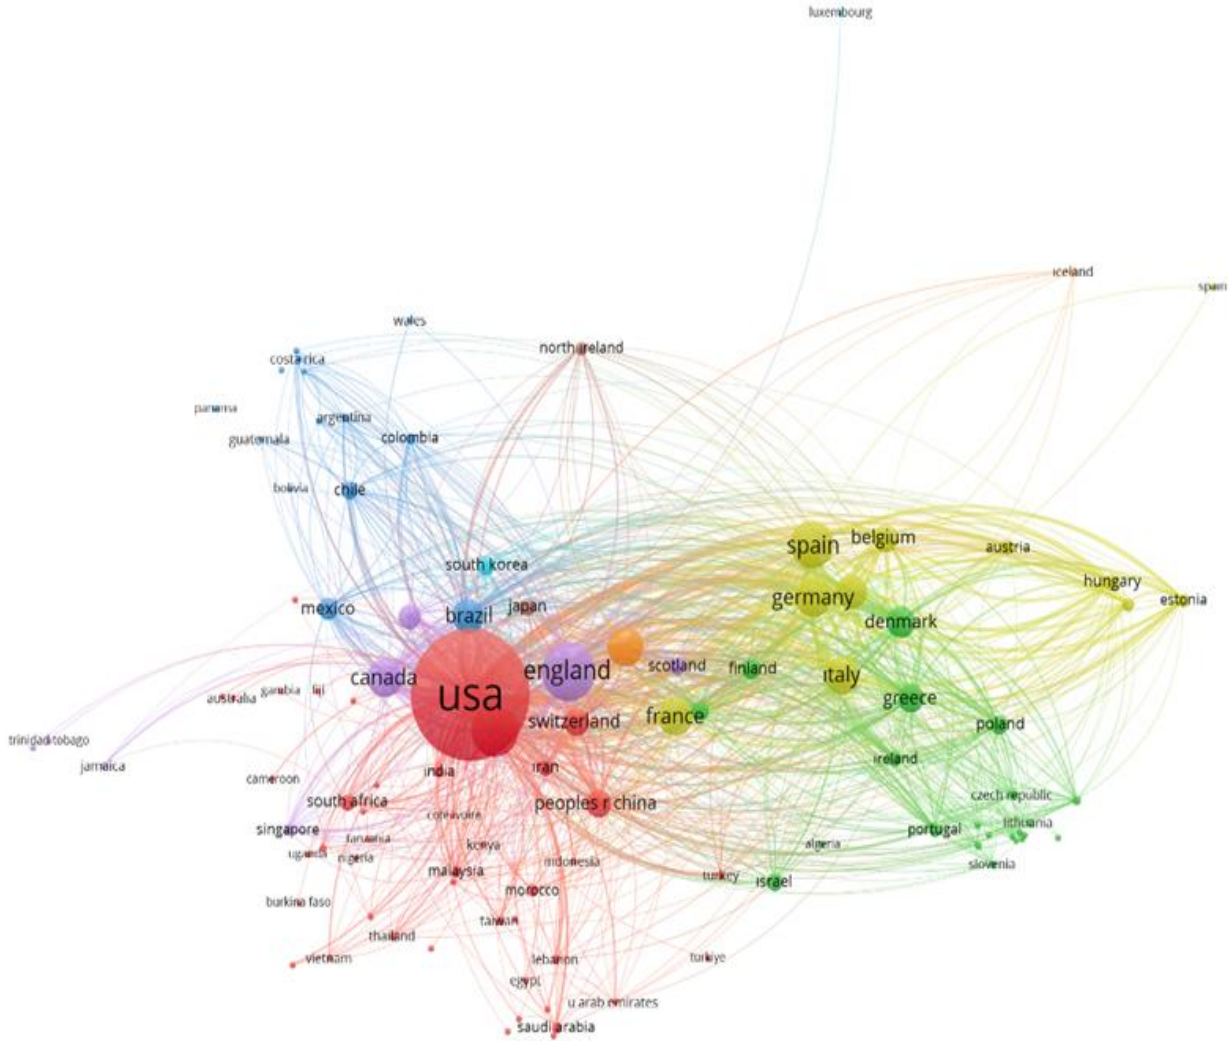 luxembourg
iceland
spain
wales
north ireland
costa rica
panama
argentina
guatemala
colombia
bolivia
chile
spain
belgium
austria
south korea
hungary
germany
estonia
mexico
brazil
japan
denmark
canada
england
scotland
finland
italy
usa
australia
gambia
fiji
greece
switzerland
france
poland
trinidad tobago
jamaica
ireland
cameroon
india
iran
czech republic
south africa
peoples r china
cote ivoire
singapore
portugal
lithuania
tanzania
kenya
algeria
uganda
nigeria
indonesia
slovenia
malaysia
turkey
israel
morocco
burkina faso
taiwan
thailand
vietnam
lebanon
turkiye
egypt
u arab emirates
saudi arabia